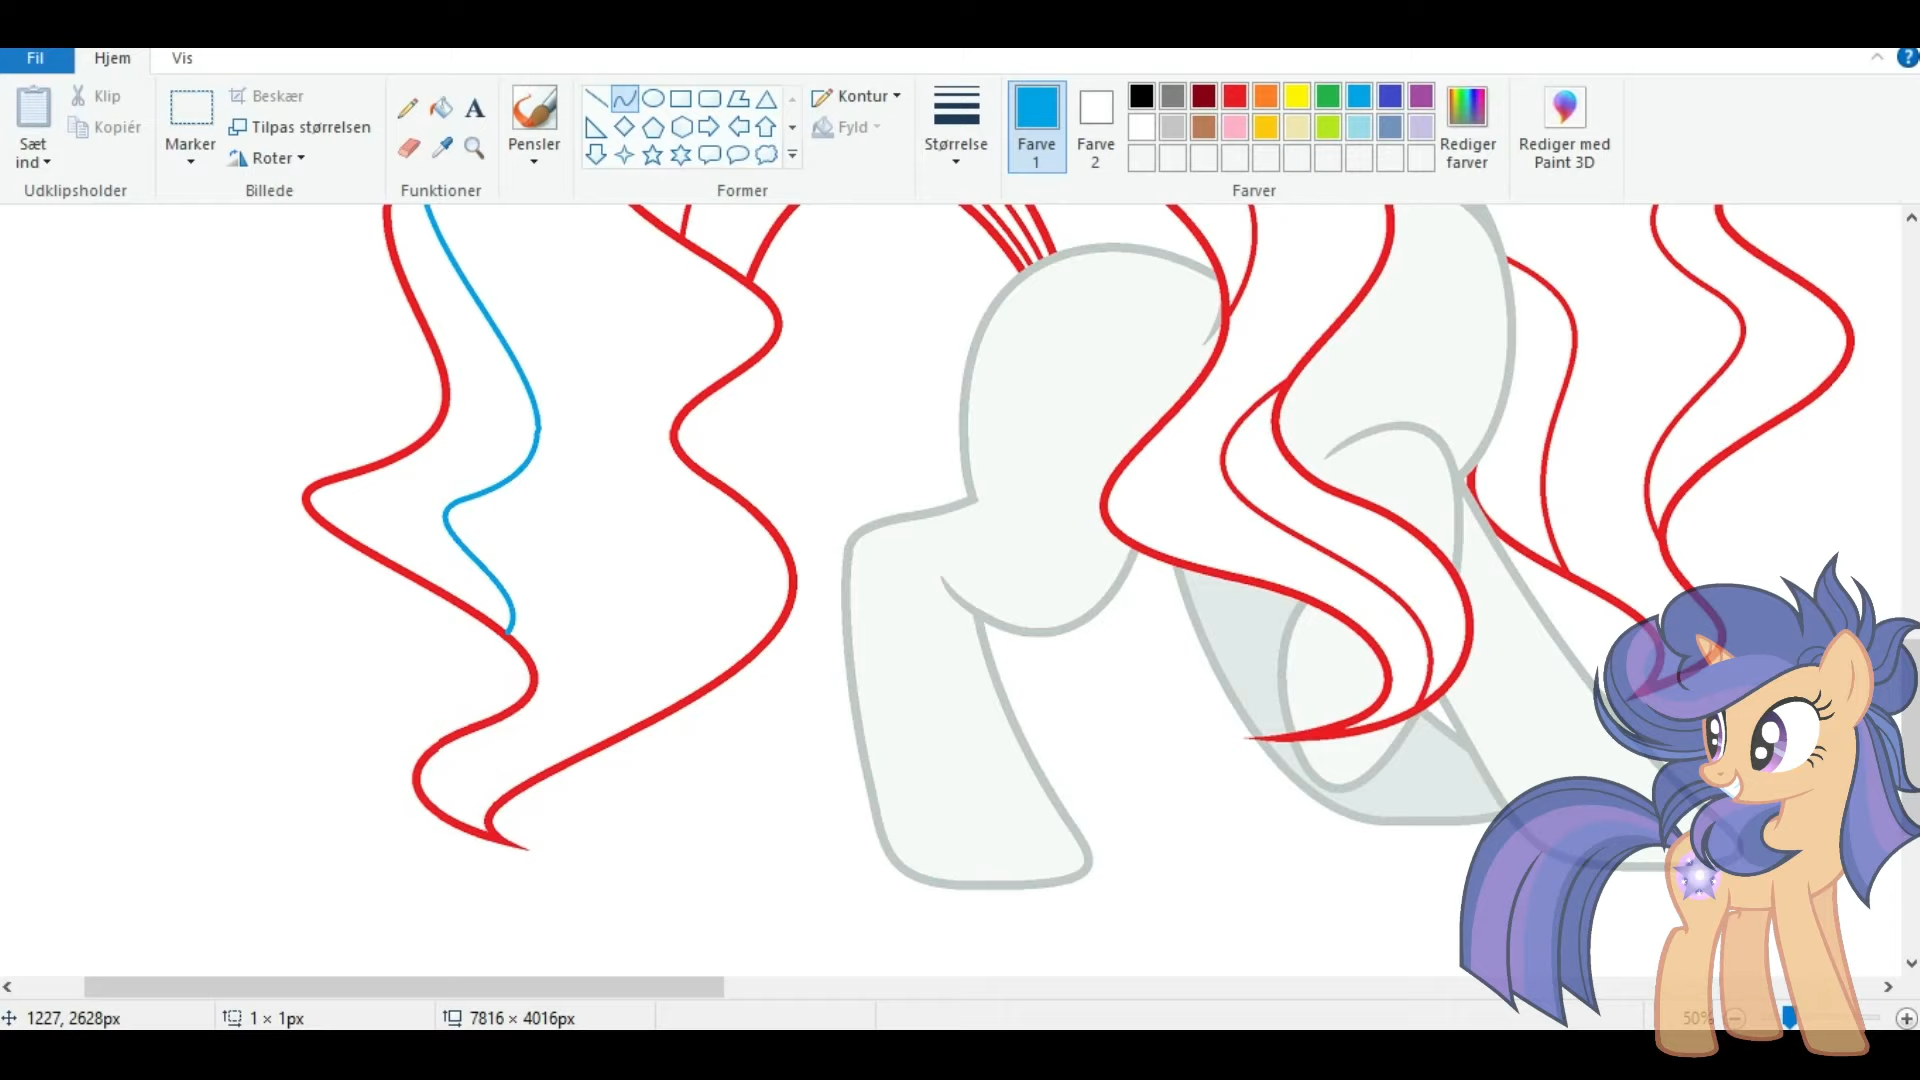 Fil Hjem Vis
?
Klip
Kopiér
Sæt
ind
Udklipsholder
Marker
Beskær
Tilpas størrelsen
Roter
Billede
A
Funktioner
Pensler
Kontur
Fyld
Former
Størrelse
Farve
1
Farve
2
Rediger
farver
Farver
Rediger med
Paint 3D
1227, 2628px
1 × 1px
7816 × 4016px
50%